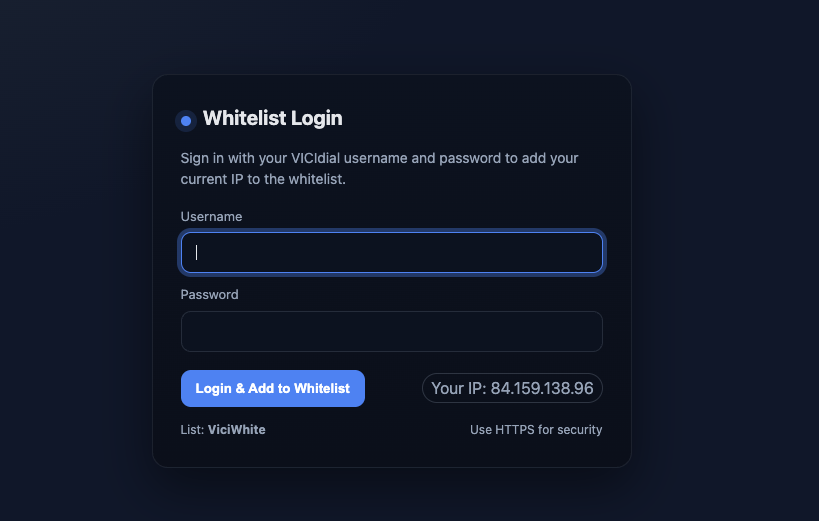 Whitelist Login
Sign in with your VICIdial username and password to add your
current IP to the whitelist.
Username
Password
Login & Add to Whitelist
Your IP: 84.159.138.96
List: ViciWhite
Use HTTPS for security